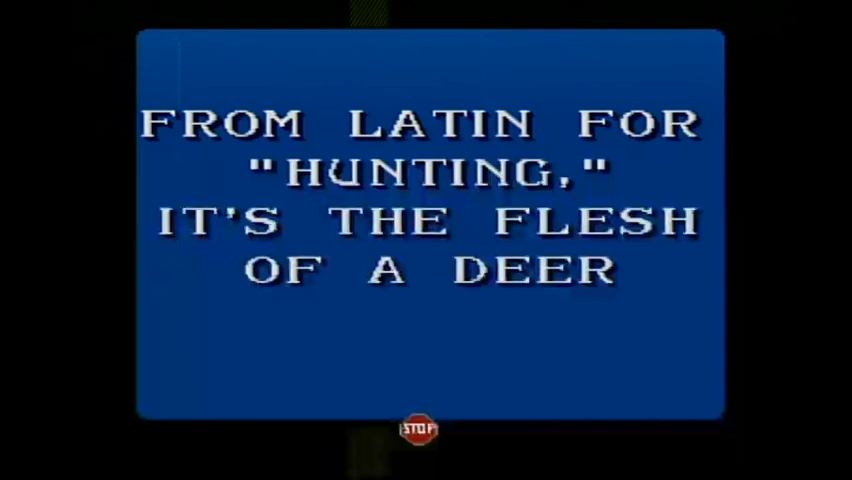 FROM LATIN FOR
"HUNTING,"
IT'S THE FLESH
OF A DEER
STOP